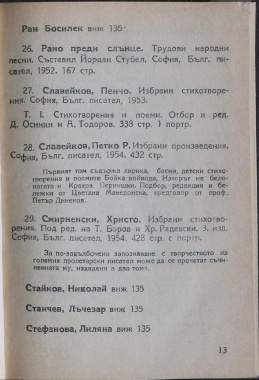 Ран Босилек виж 135
26. Рано преди слънце. Трудови народни
песни. Съставил Йордан Стубел. София, Бълг. пи-
сател, 1952. 167 стр.
27. Славейков, Пенчо. Избрани стихотворе-
ния. София, Бълг. писател, 1953.
Т. I. Стихотворения и поеми. Отбор и ред.
Д. Осинин и А. Тодоров. 338 стр. 1 портр.
28. Славейков, Петко Р. Избрани произведения,
София, Бълг. писател, 1954. 432 стр.
Първият том съдържа лирика, басни, детски стихо-
творения и поемите Бойка войвода, Изворът на Бело-
ногата и Кракра Пернишки. Подбор, редакция и бе-
лежки от Цветана Македонска, предговор от проф.
Петър Динеков.
29. Смирненски, Христо. Избрани стихотво-
рения. Под ред. на Т. Боров и Хр. Радевски. 3. изд.
София, Бълг. писател, 1954. 428 стр. с портр.
За по-задълбочено запознаване с творчеството на
големия пролетарски писател може да се прочетат съчи-
ненията му, издадени в два тома.
Стайков, Николай виж 135
Станчев, Лъчезар виж 135
Стефанова, Лиляна виж 135
13